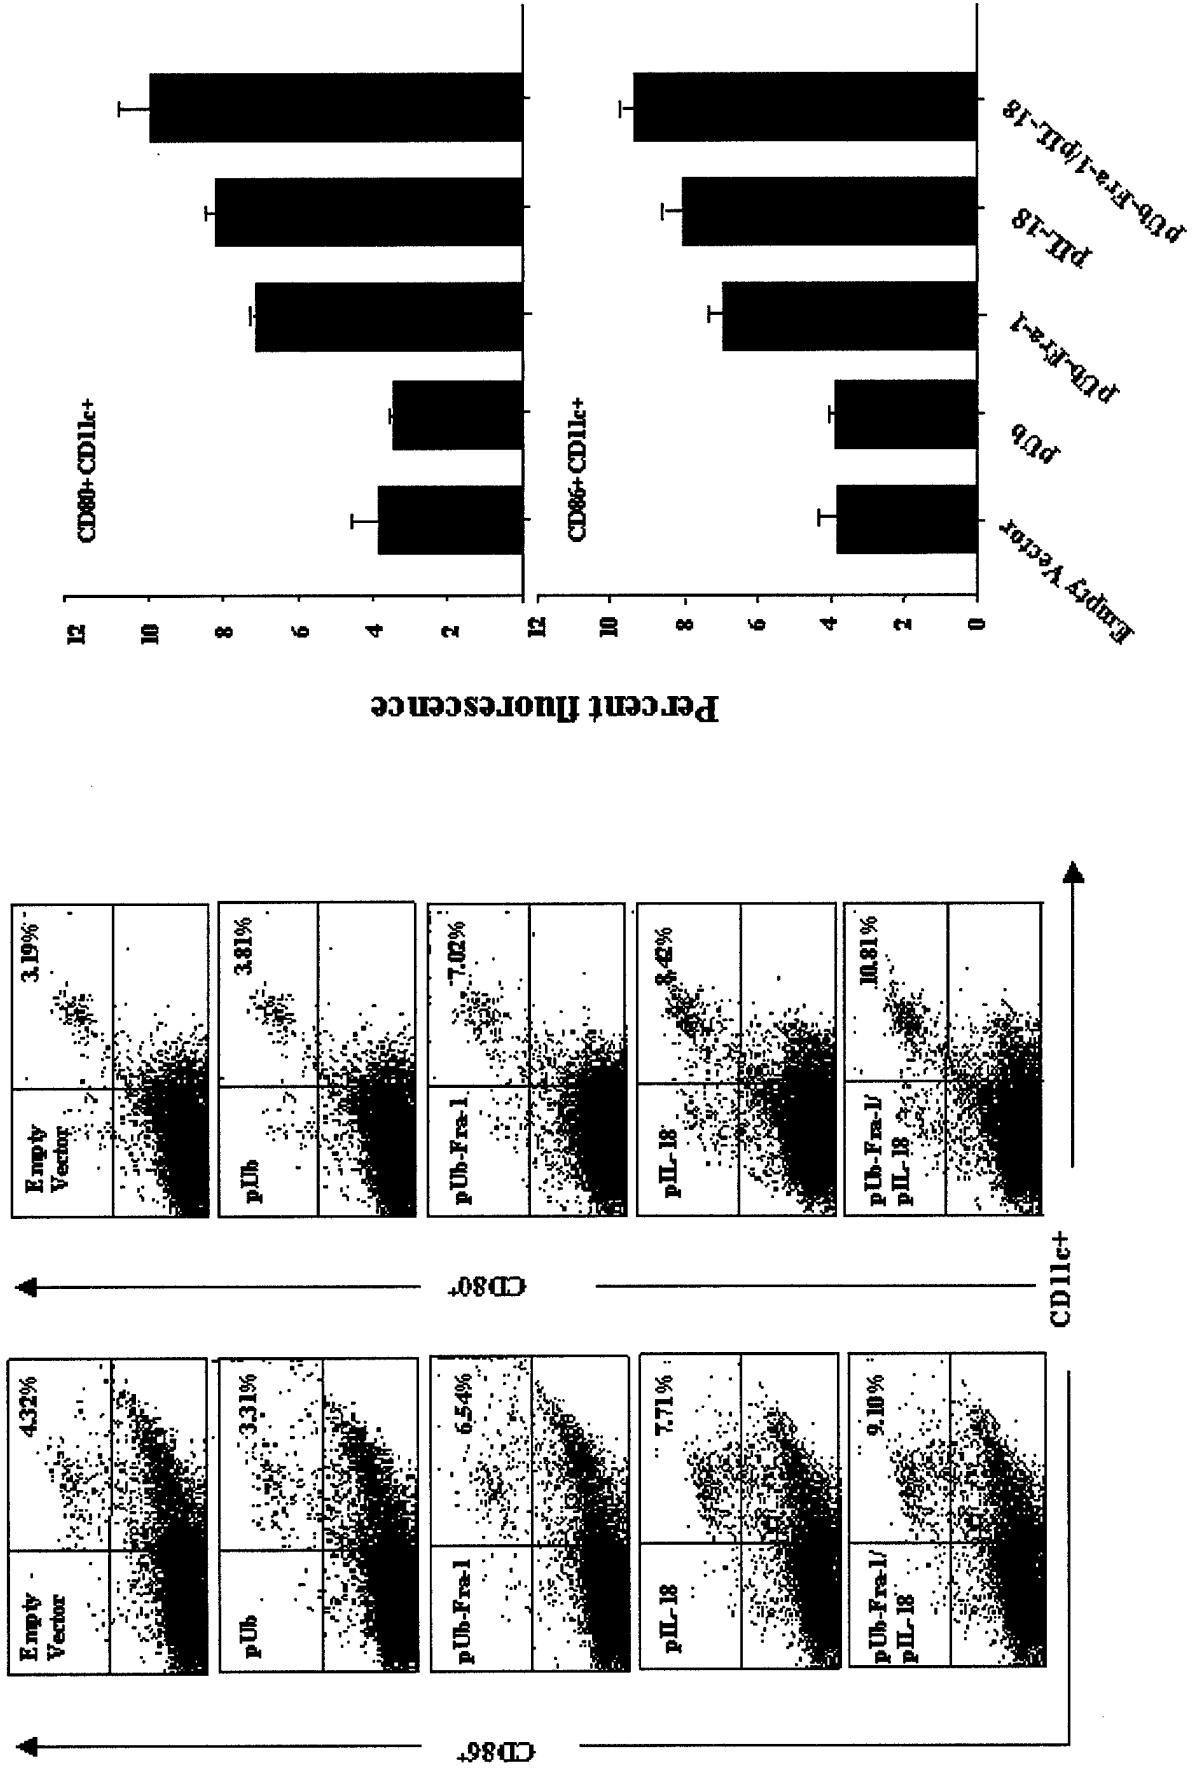 Empty
Vector
4.32%
pUb
3.31%
pUb-Fra-1
6.54%
pIL-18
7.71%
pUb-Fra-1/
pIL-18
9.10%
CD86+
Empty
Vector
3.19%
pUb
3.81%
pUb-Fra-1
7.02%
pIL-18
8.42%
pUb-Fra-1/
pIL-18
10.81%
CD80+
CD11c+
Percent fluorescence
CD80+CD11c+
12
10
8
6
4
2
CD86+CD11c+
12
10
8
6
4
2
0
Empty Vector
pUb
pUb-Fra-1
pIL-18
pUb-Fra-1/pIL-18